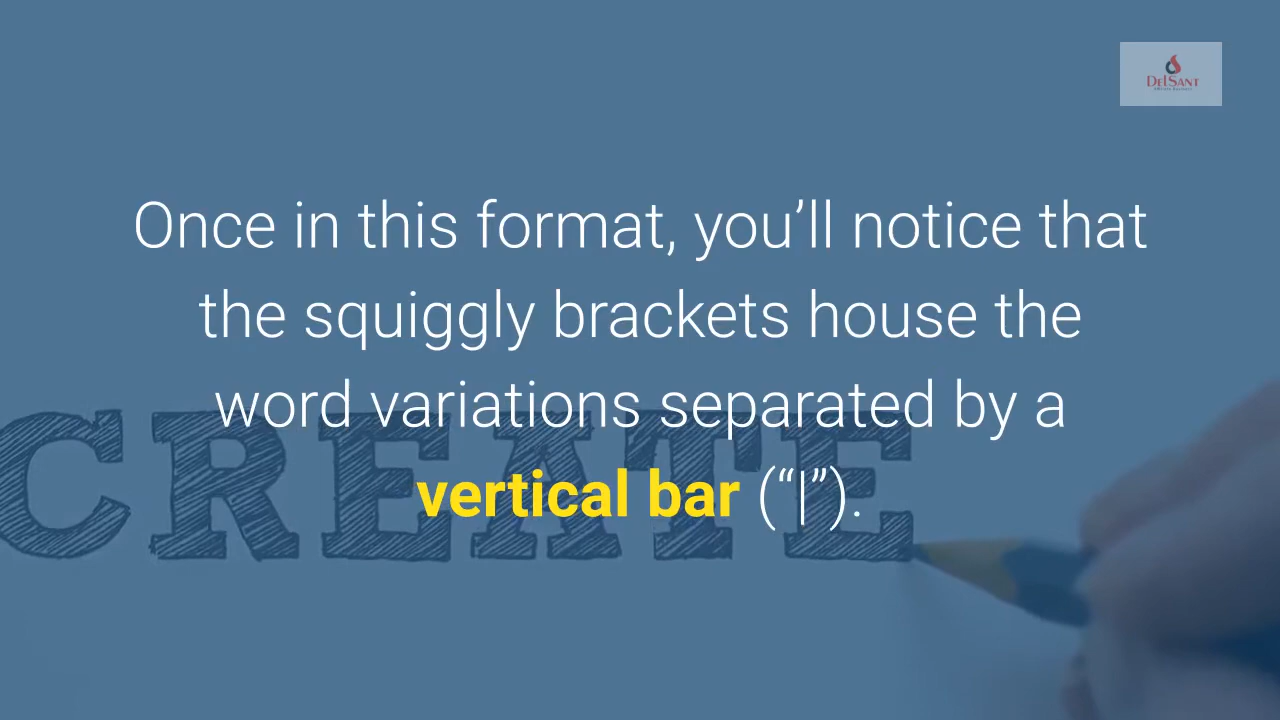 DelSant
Once in this format, you’ll notice that
the squiggly brackets house the
word variations separated by a
vertical bar (“|”).
CREATE